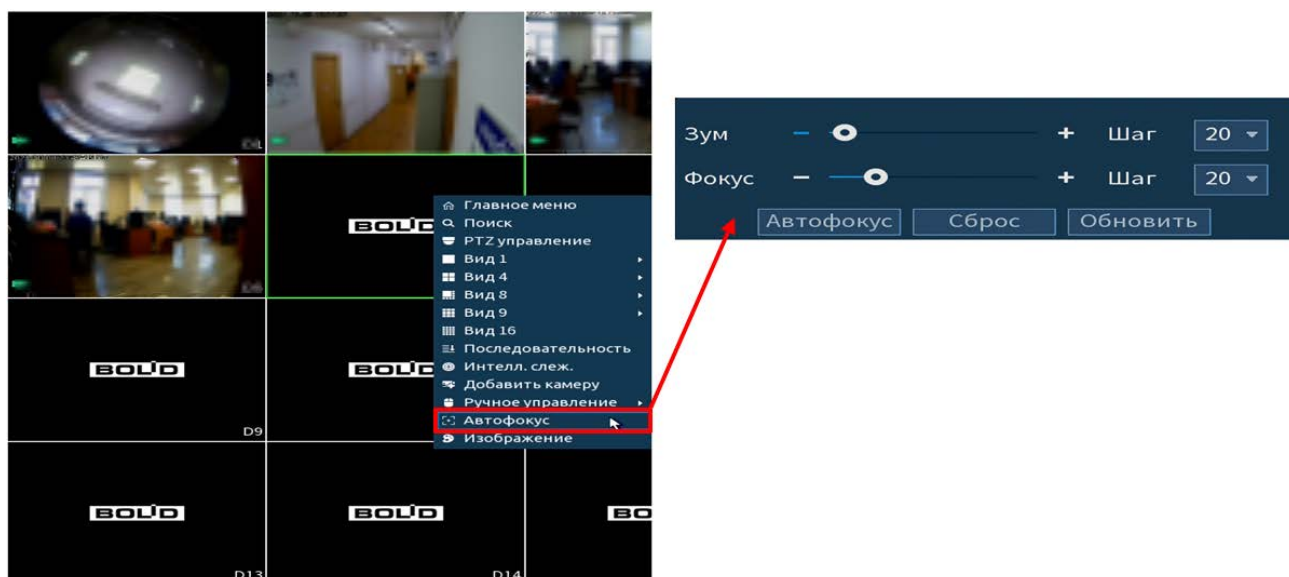 D1
BOLID
D6
Главное меню
Поиск
PTZ управление
Вид 1
Вид 4
Вид 8
Вид 9
Вид 16
Последовательность
Интелл. слеж.
Добавить камеру
Ручное управление
Автофокус
Изображение
BOLID
BOLID
D9
BOLID
BOLID
BO
D13
D14
Зум
Шаг
20
Фокус
Шаг
20
Автофокус
Сброс
Обновить